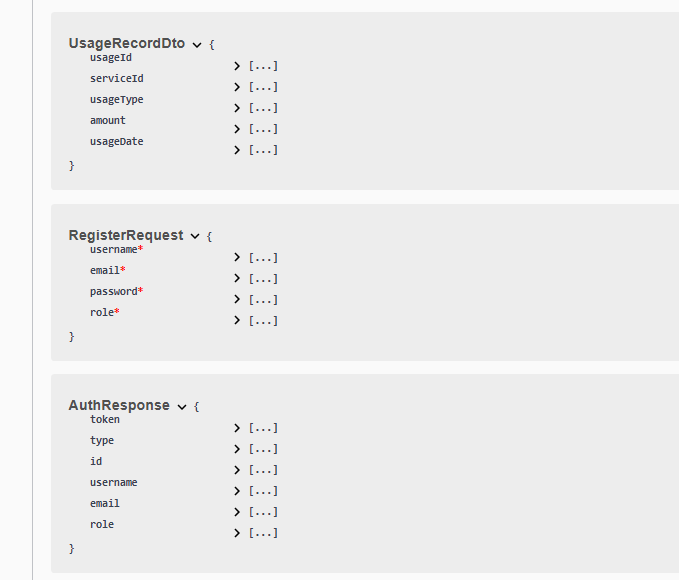 UsageRecordDto {
usageId [...]
serviceId [...]
usageType [...]
amount [...]
usageDate [...]
}
RegisterRequest {
username* [...]
email* [...]
password* [...]
role* [...]
}
AuthResponse {
token [...]
type [...]
id [...]
username [...]
email [...]
role [...]
}